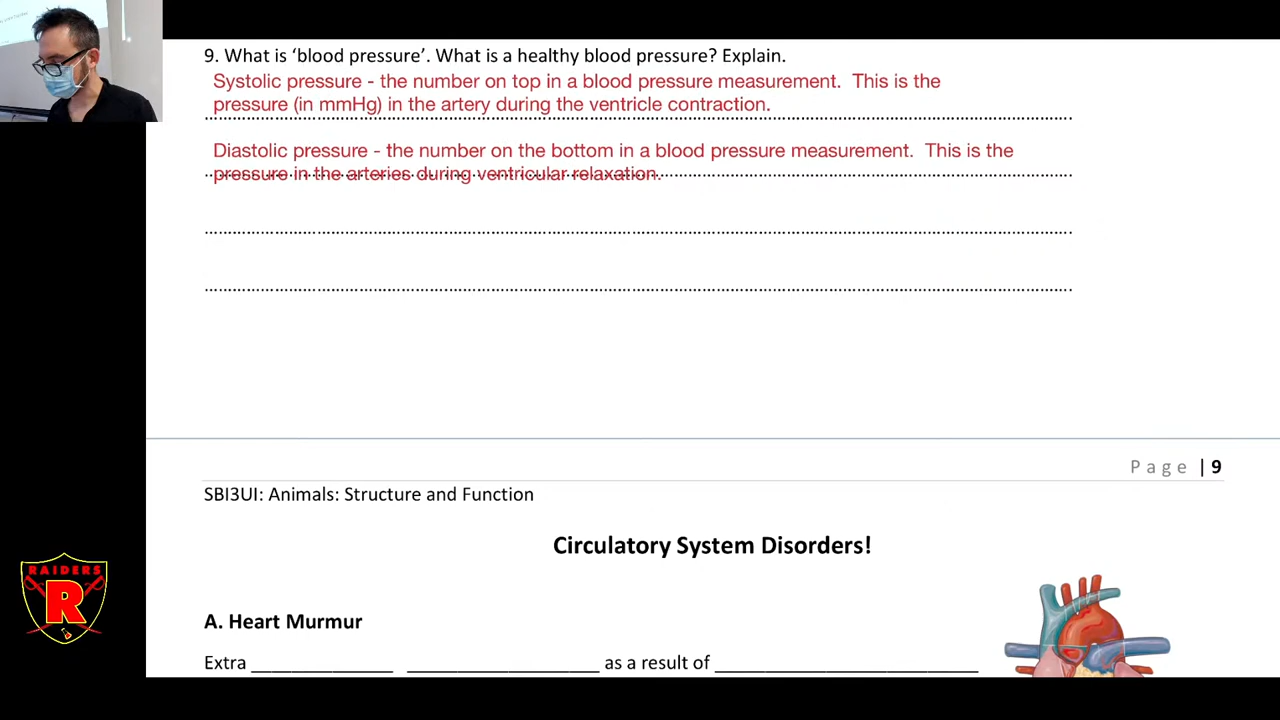 9. What is ‘blood pressure’. What is a healthy blood pressure? Explain.
Systolic pressure - the number on top in a blood pressure measurement.  This is the
pressure (in mmHg) in the artery during the ventricle contraction.
Diastolic pressure - the number on the bottom in a blood pressure measurement.  This is the
pressure in the arteries during ventricular relaxation.
Page | 9
SBI3UI: Animals: Structure and Function
Circulatory System Disorders!
A. Heart Murmur
Extra ______________ ___________________ as a result of __________________________
RAIDERS
R